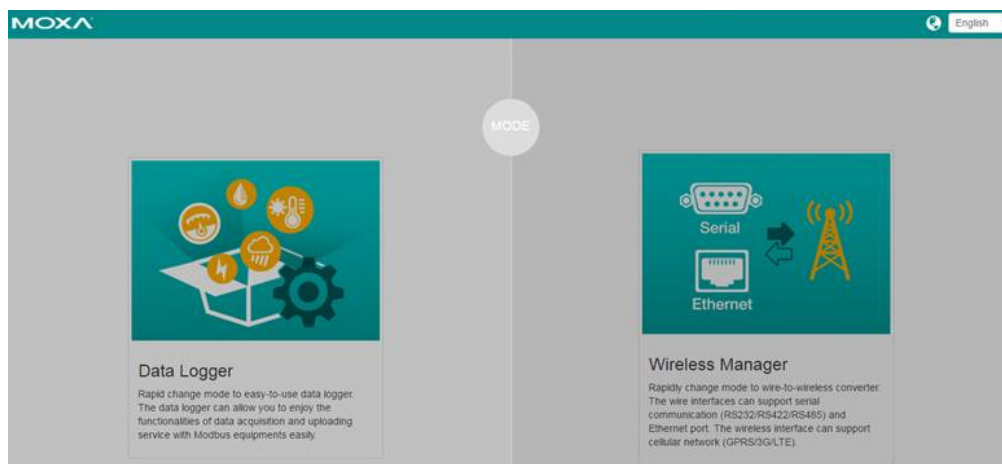 MOXA
English
MODE
Serial
Ethernet
Data Logger
Rapid change mode to easy-to-use data logger.
The data logger can allow you to enjoy the
functionalities of data acquisition and uploading
service with Modbus equipments easily.
Wireless Manager
Rapidly change mode to wire-to-wireless converter.
The wire interfaces can support serial
communication (RS232/RS422/RS485) and
Ethernet port. The wireless interface can support
cellular network (GPRS/3G/LTE).